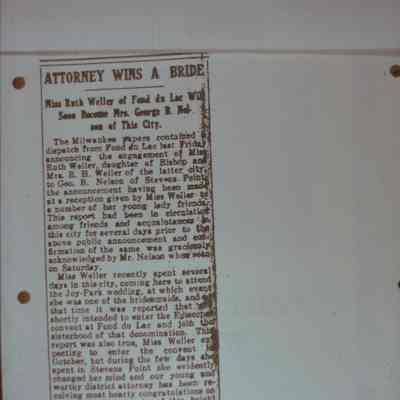 ATTORNEY WINS A BRIDE
Miss Ruth Weller of Fond du Lac Will
Soon Become Mrs. George B. Nel-
son of This City.
The Milwaukee papers contained a
dispatch from Fond du Lac last Friday
announcing the engagement of Miss
Ruth Weller, daughter of Bishop and
Mrs. R. H. Weller of the latter city,
to Geo. B. Nelson of Stevens Point,
the announcement having been made
at a reception given by Miss Weller to
a number of her young lady friends.
This report had been in circulation
among friends and acquaintances in
this city for several days prior to the
above public announcement and con-
firmation of the same was graciously
acknowledged by Mr. Nelson when seen
on Saturday.
Miss Weller recently spent several
days in this city, coming here to attend
the Joy-Park wedding, at which event
she was one of the bridesmaids, and
that time it was reported that
shortly intended to enter the Episcopal
convent at Fond du Lac and join the
sisterhood of that denomination. This
report was also true, Miss Weller ex-
pecting to enter the convent in
October, but during the few days she
spent in Stevens Point she evidently
changed her mind and our young and
worthy district attorney has been re-
ceiving most hearty congratulations on